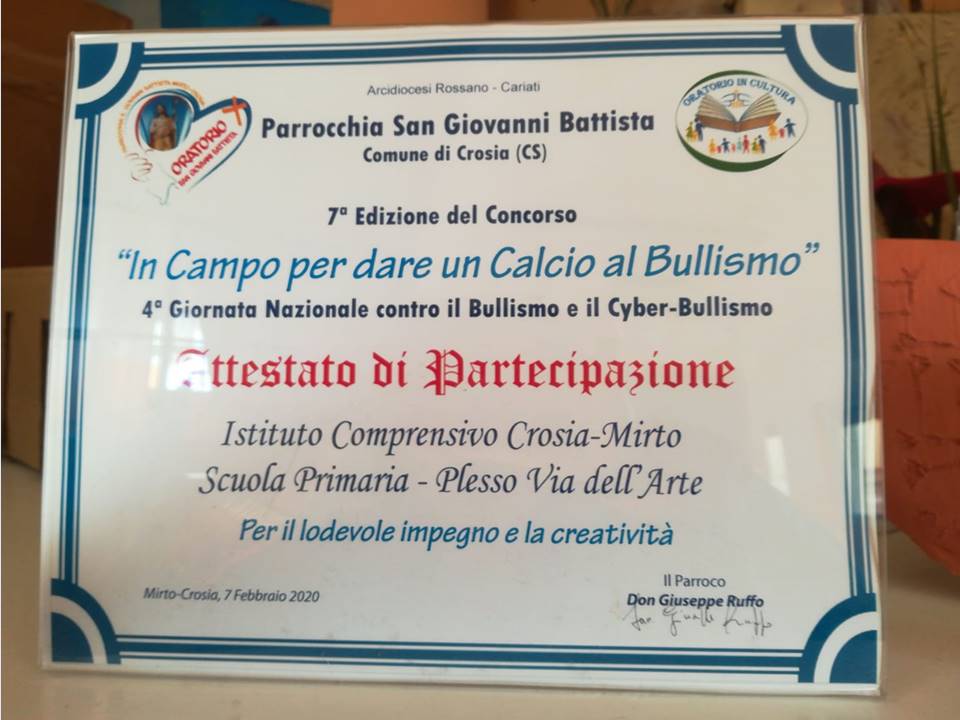 Arcidiocesi Rossano - Cariati
Parrocchia San Giovanni Battista
Comune di Crosia (CS)
ORATORIO
SAN GIOVANNI BATTISTA
ORATORIO IN CULTURA
7ª Edizione del Concorso
“In Campo per dare un Calcio al Bullismo”
4ª Giornata Nazionale contro il Bullismo e il Cyber-Bullismo
Attestato di Partecipazione
Istituto Comprensivo Crosia-Mirto
Scuola Primaria - Plesso Via dell’Arte
Per il lodevole impegno e la creatività
Mirto-Crosia, 7 Febbraio 2020
Il Parroco
Don Giuseppe Ruffo